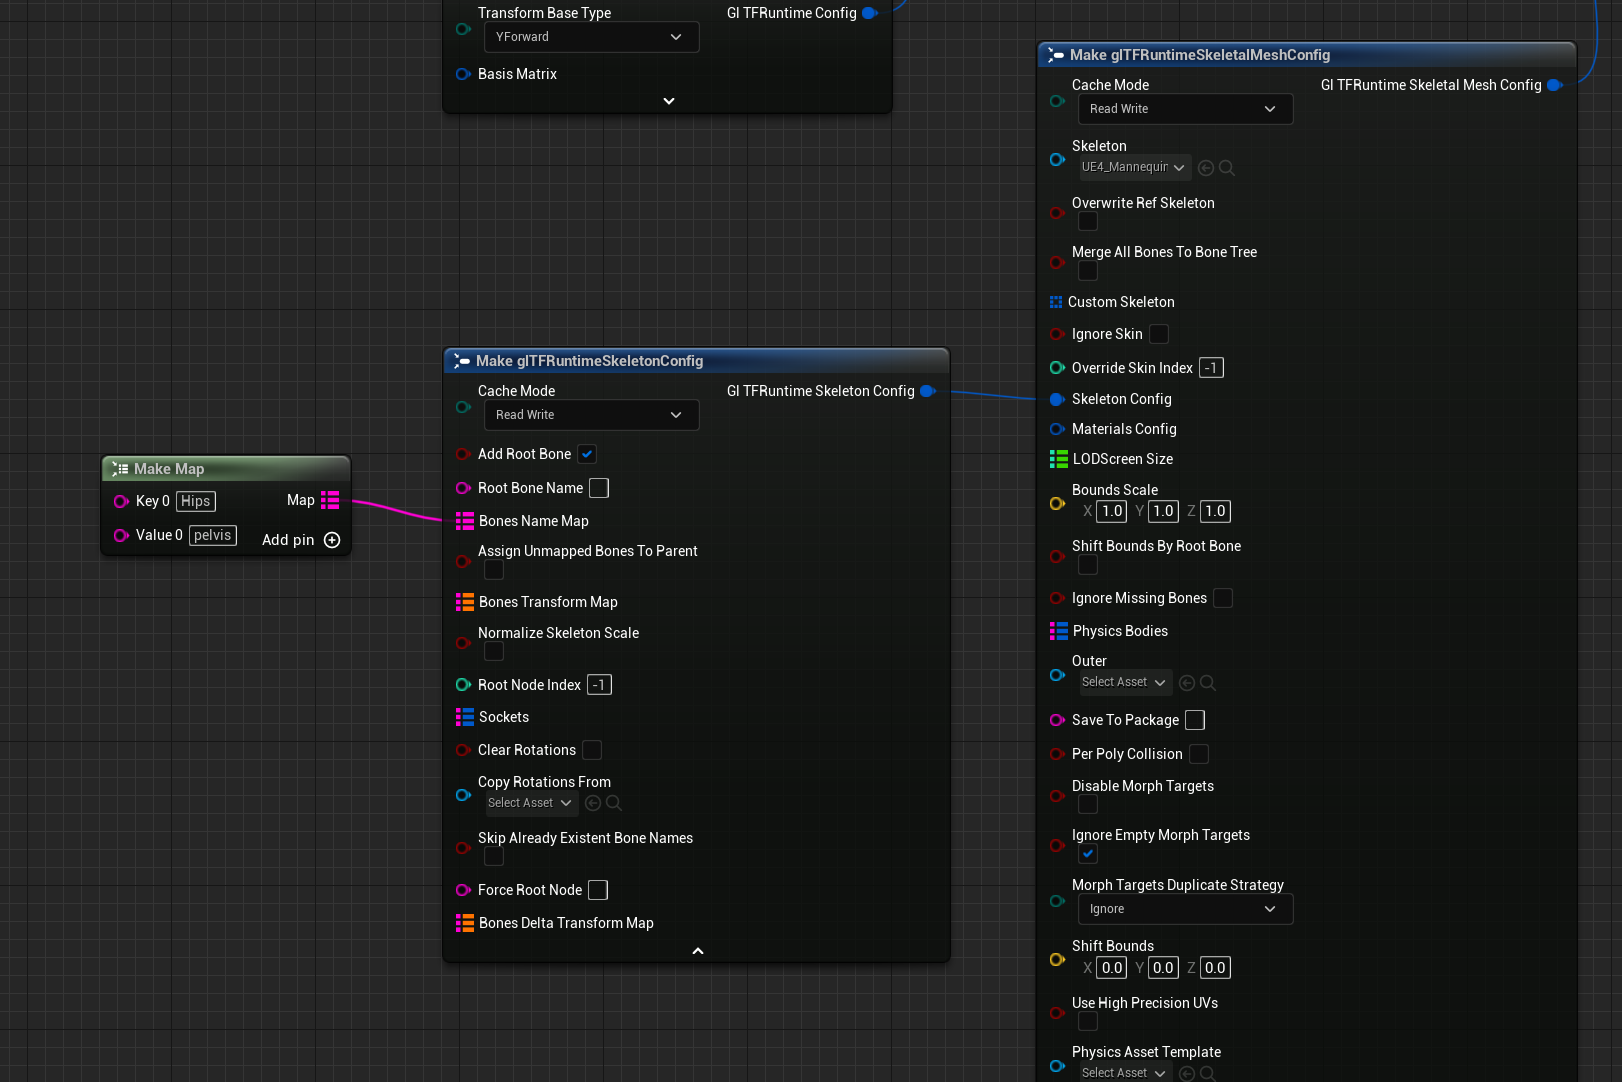 Transform Base Type
Gl TFRuntime Config
YForward
Basis Matrix
Make glTFRuntimeSkeletalMeshConfig
Cache Mode
Gl TFRuntime Skeletal Mesh Config
Read Write
Skeleton
UE4_Mannequin
Overwrite Ref Skeleton
Merge All Bones To Bone Tree
Custom Skeleton
Ignore Skin
Override Skin Index -1
Skeleton Config
Materials Config
LODScreen Size
Bounds Scale
X 1.0 Y 1.0 Z 1.0
Shift Bounds By Root Bone
Ignore Missing Bones
Physics Bodies
Outer
Select Asset
Save To Package
Per Poly Collision
Disable Morph Targets
Ignore Empty Morph Targets
Morph Targets Duplicate Strategy
Ignore
Shift Bounds
X 0.0 Y 0.0 Z 0.0
Use High Precision UVs
Physics Asset Template
Select Asset
Make glTFRuntimeSkeletonConfig
Cache Mode
Gl TFRuntime Skeleton Config
Read Write
Add Root Bone
Root Bone Name
Bones Name Map
Assign Unmapped Bones To Parent
Bones Transform Map
Normalize Skeleton Scale
Root Node Index -1
Sockets
Clear Rotations
Copy Rotations From
Select Asset
Skip Already Existent Bone Names
Force Root Node
Bones Delta Transform Map
Make Map
Key 0 Hips
Map
Value 0 pelvis
Add pin